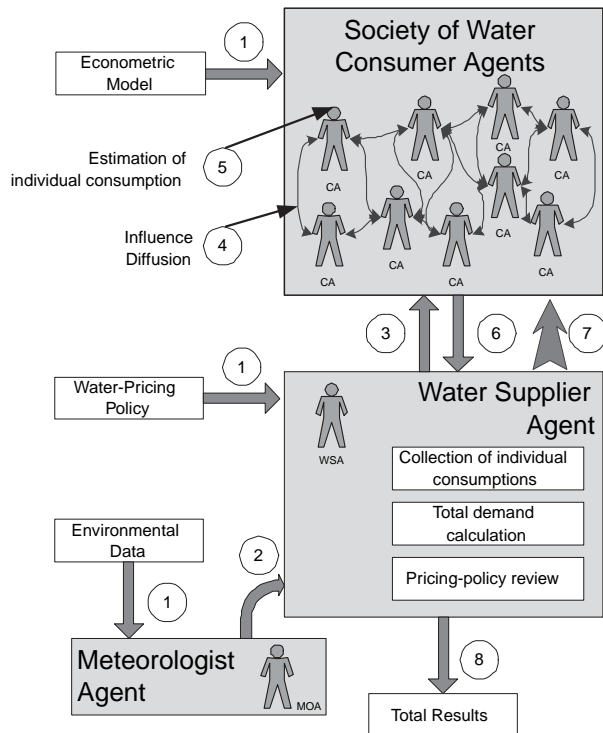 Society of Water
Consumer Agents
1
Econometric
Model
5
Estimation of
individual consumption
4
Influence
Diffusion
CA
CA
CA
CA
CA
CA
CA
CA
CA
3
6
7
1
Water-Pricing
Policy
Water Supplier
Agent
WSA
Collection of individual
consumptions
Total demand
calculation
Pricing-policy review
Environmental
Data
2
1
Meteorologist
Agent
MOA
8
Total Results